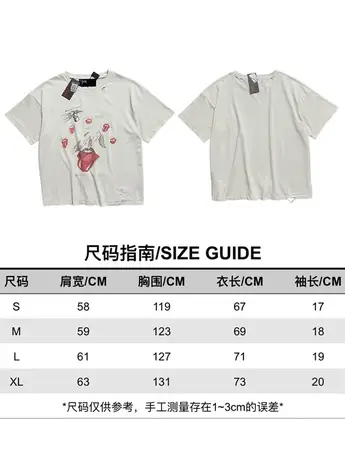 尺码指南/SIZE GUIDE
尺码 肩宽/CM 胸围/CM 衣长/CM 袖长/CM
S 58 119 67 17
M 59 123 69 18
L 61 127 71 19
XL 63 131 73 20
*尺码仅供参考，手工测量存在1~3cm的误差*